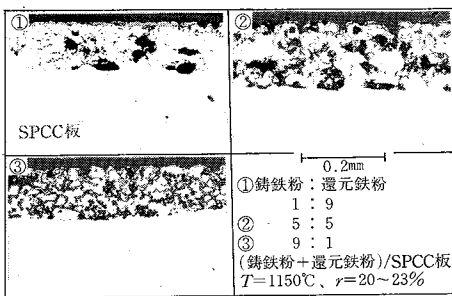 ①
SPCC板
②
③
0.2mm
①鋳鉄粉：還元鉄粉
1 : 9
② 5 : 5
③ 9 : 1
(鋳鉄粉+還元鉄粉)/SPCC板
T=1150℃、r=20～23%